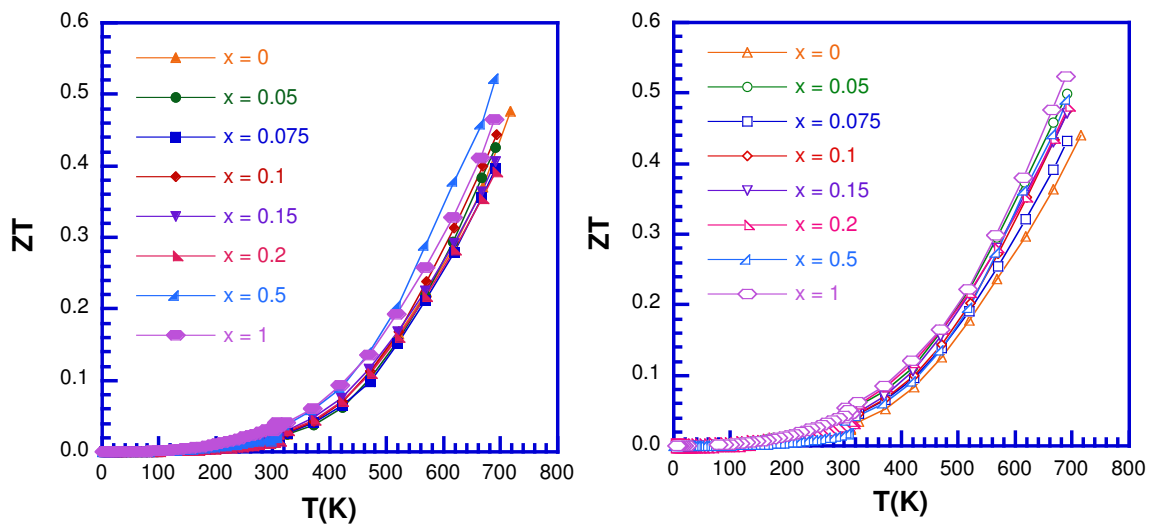 0.6
0.5
0.4
0.3
0.2
0.1
0.0
ZT
x = 0
x = 0.05
x = 0.075
x = 0.1
x = 0.15
x = 0.2
x = 0.5
x = 1
0 100 200 300 400 500 600 700 800
T(K)
0.6
0.5
0.4
0.3
0.2
0.1
0.0
ZT
x = 0
x = 0.05
x = 0.075
x = 0.1
x = 0.15
x = 0.2
x = 0.5
x = 1
0 100 200 300 400 500 600 700 800
T(K)